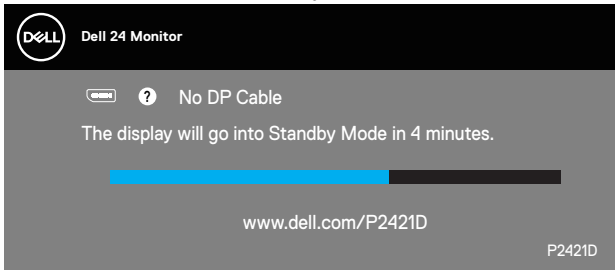 DELL
Dell 24 Monitor
? No DP Cable
The display will go into Standby Mode in 4 minutes.
www.dell.com/P2421D
P2421D